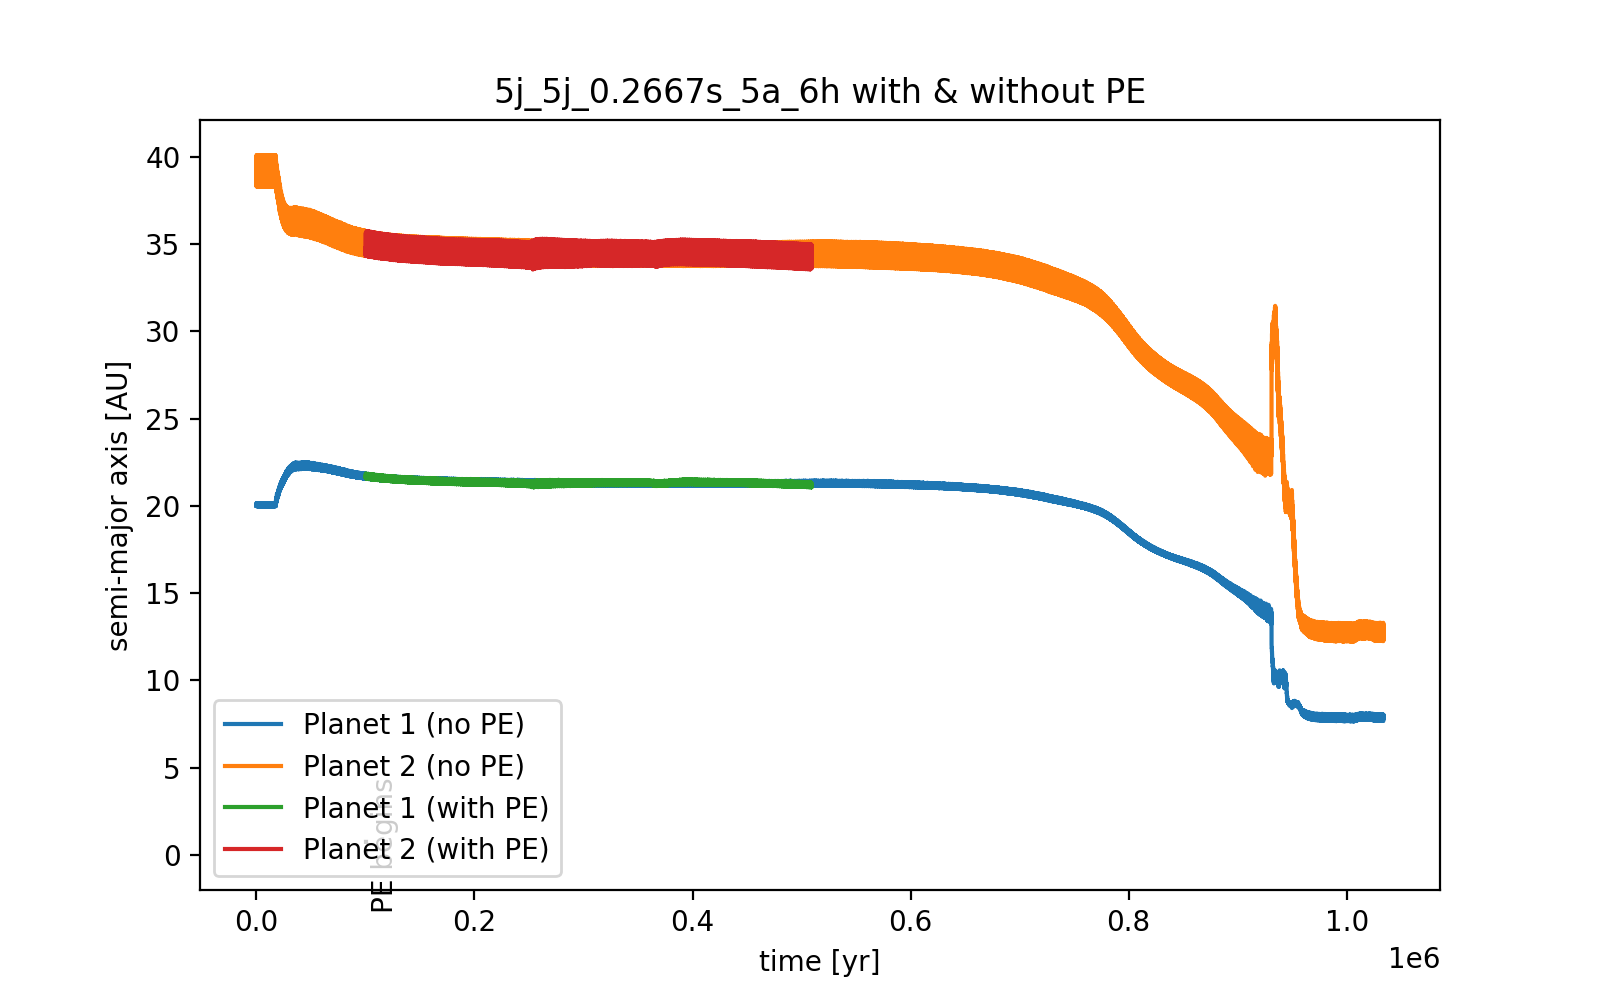 5j_5j_0.2667s_5a_6h with & without PE
semi-major axis [AU]
40
35
30
25
20
15
10
5
0
Planet 1 (no PE)
Planet 2 (no PE)
Planet 1 (with PE)
Planet 2 (with PE)
PE begins
0.0 0.2 0.4 0.6 0.8 1.0
1e6
time [yr]